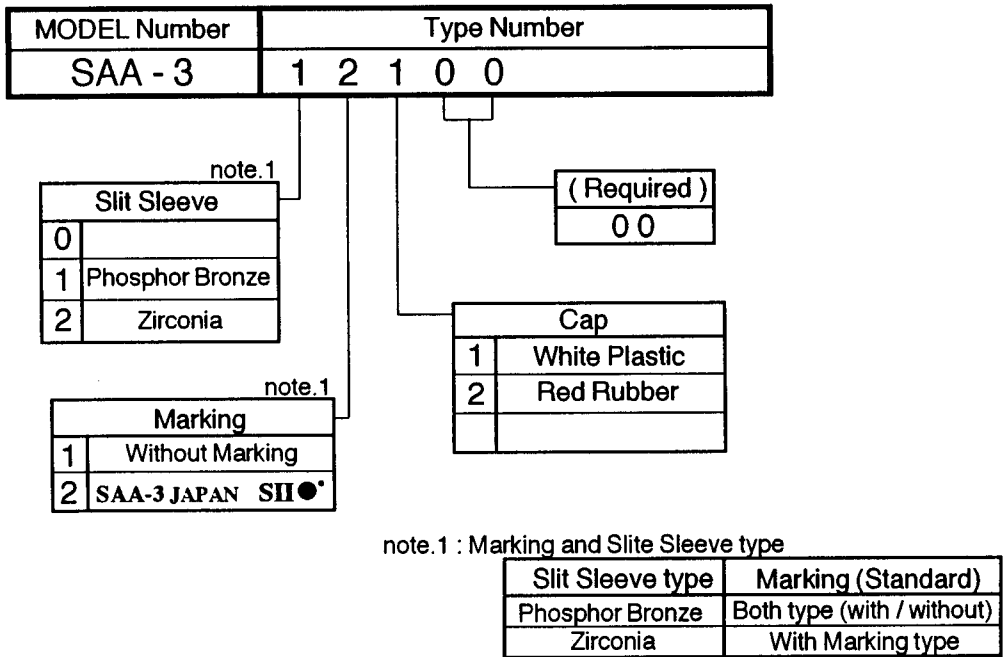 MODEL Number Type Number
SAA - 3 1 2 1 0 0
note.1
Slit Sleeve
0
1 Phosphor Bronze
2 Zirconia
( Required )
0 0
Cap
1 White Plastic
2 Red Rubber
note.1
Marking
1 Without Marking
2 SAA-3 JAPAN SII
note.1 : Marking and Slite Sleeve type
Slit Sleeve type Marking (Standard)
Phosphor Bronze Both type (with / without)
Zirconia With Marking type